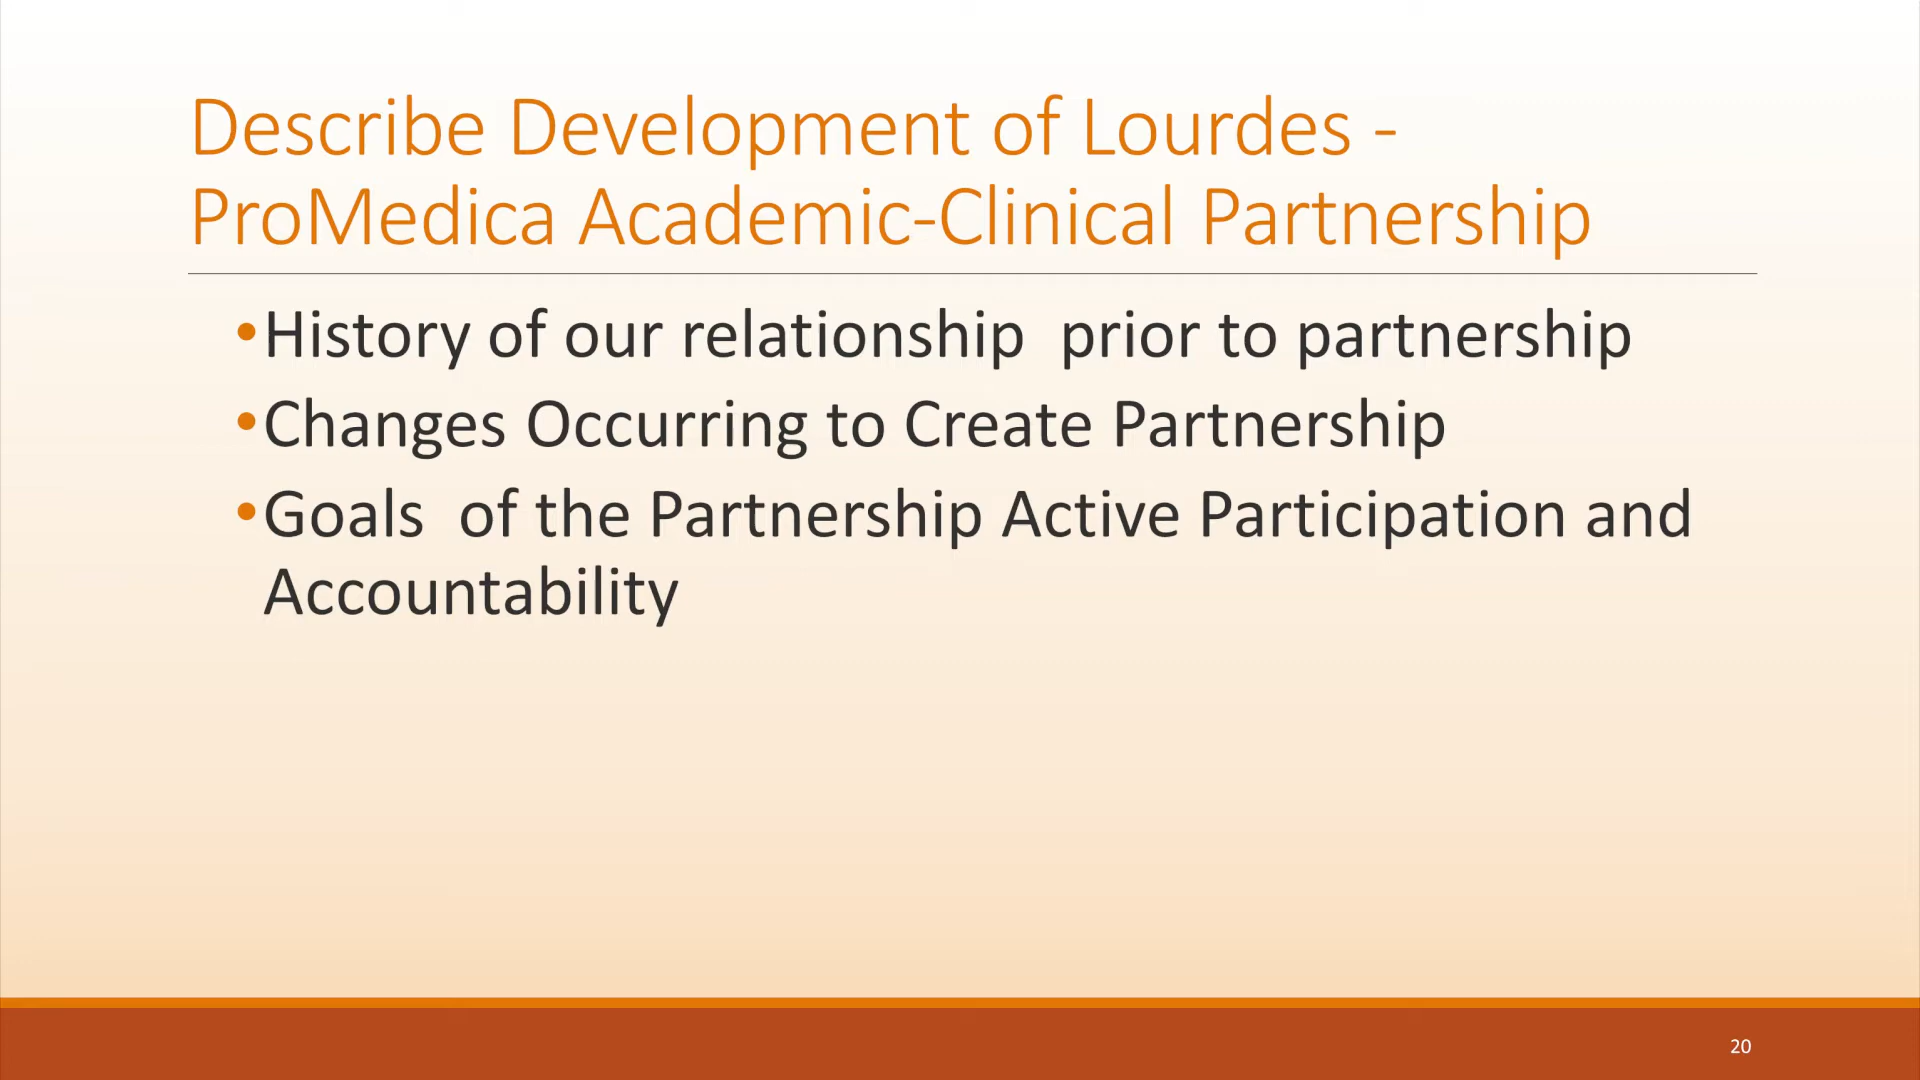 Describe Development of Lourdes -
ProMedica Academic-Clinical Partnership
•History of our relationship  prior to partnership
•Changes Occurring to Create Partnership
•Goals  of the Partnership Active Participation and
Accountability
20